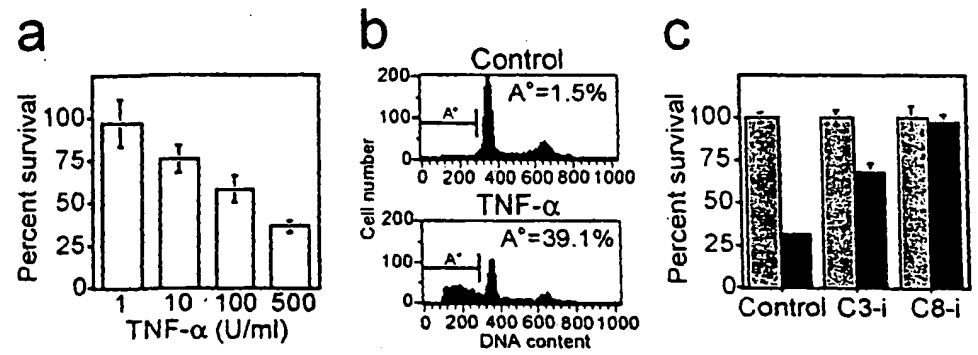 a
Percent survival
100
75
50
25
0
1 10 100 500
TNF-α (U/ml)
b
Control
200
100
0
A°
A°=1.5%
0 200 400 600 800 1000
Cell number
TNF-α
200
100
0
A°
A°=39.1%
0 200 400 600 800 1000
DNA content
c
Percent survival
100
75
50
25
0
Control C3-i C8-i